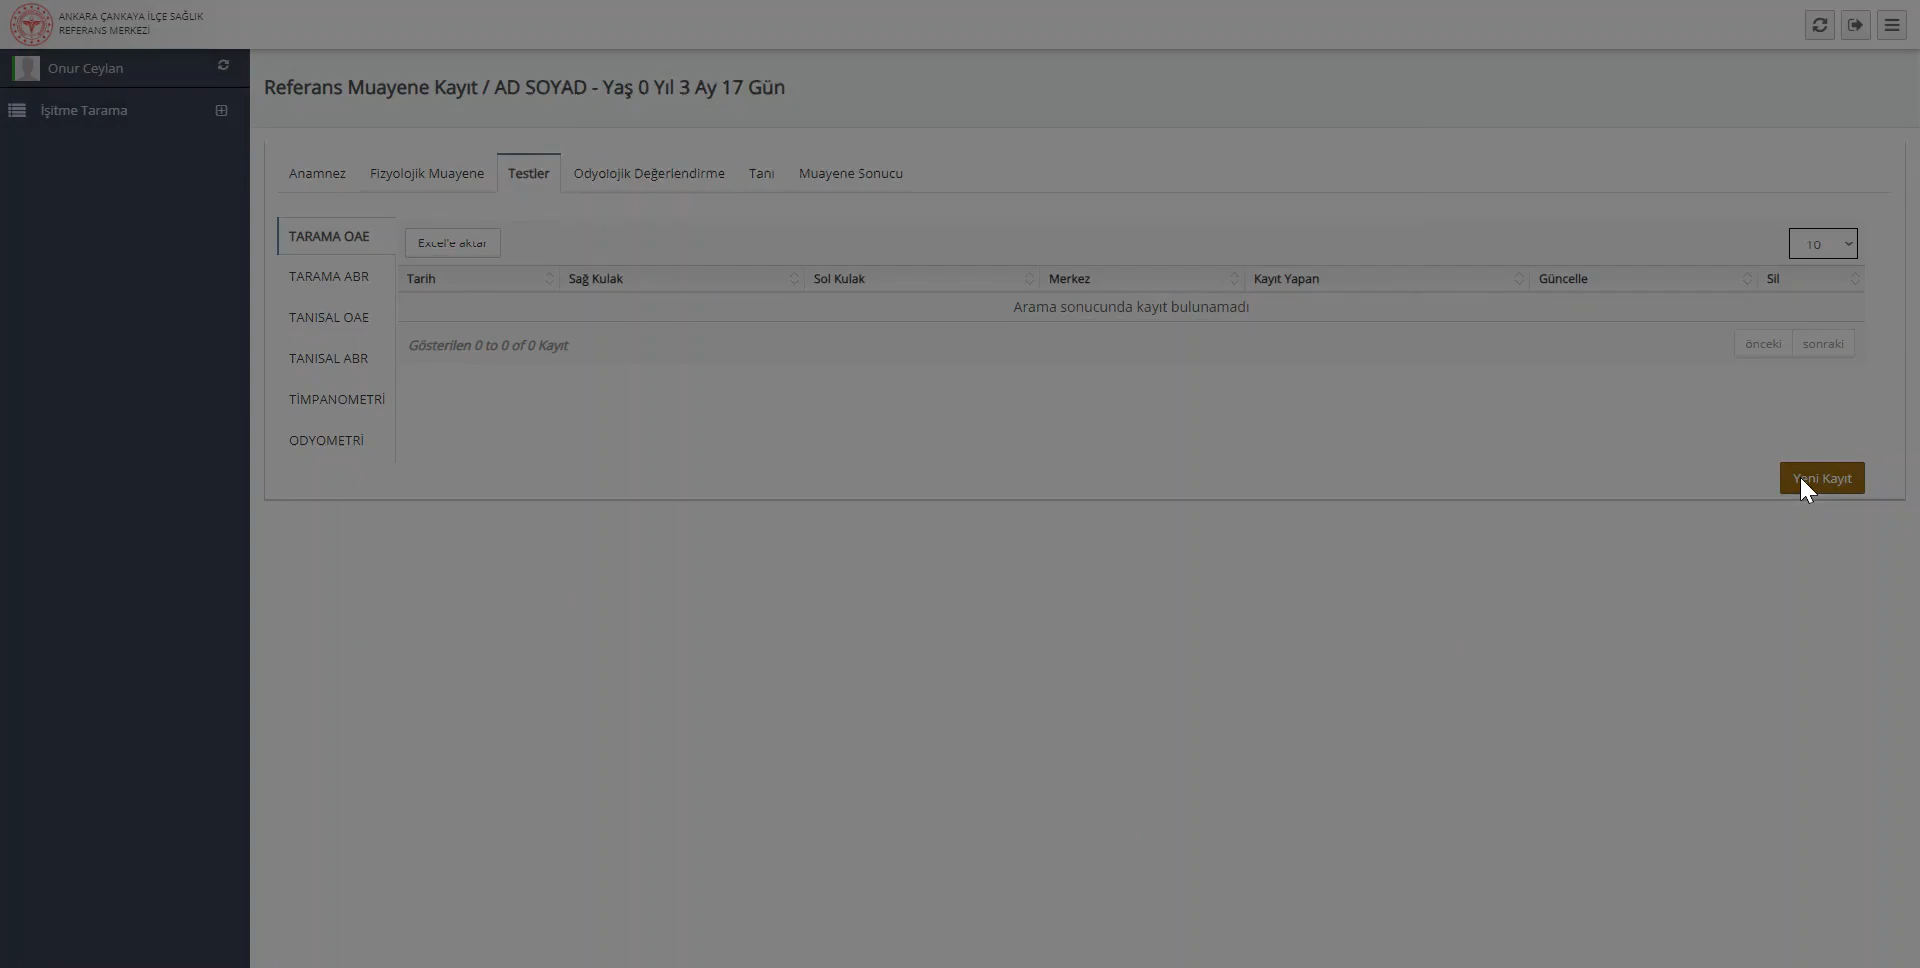 ANKARA ÇANKAYA İLÇE SAĞLIK
REFERANS MERKEZİ
Onur Ceylan
İşitme Tarama
Referans Muayene Kayıt / AD SOYAD - Yaş 0 Yıl 3 Ay 17 Gün
Anamnez Fizyolojik Muayene Testler Odyolojik Değerlendirme Tanı Muayene Sonucu
TARAMA OAE
TARAMA ABR
TANISAL OAE
TANISAL ABR
TİMPANOMETRİ
ODYOMETRİ
Excel'e aktar
10
Tarih Sağ Kulak Sol Kulak Merkez Kayıt Yapan Güncelle Sil
Arama sonucunda kayıt bulunamadı
Gösterilen 0 to 0 of 0 Kayıt
önceki sonraki
Yeni Kayıt